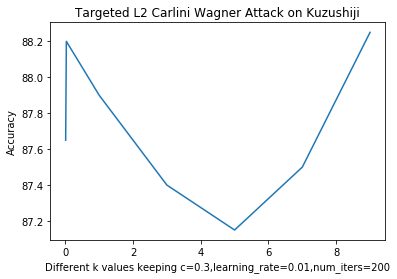 Targeted L2 Carlini Wagner Attack on Kuzushiji
88.2
88.0
87.8
87.6
87.4
87.2
Accuracy
0 2 4 6 8
Different k values keeping c=0.3,learning_rate=0.01,num_iters=200